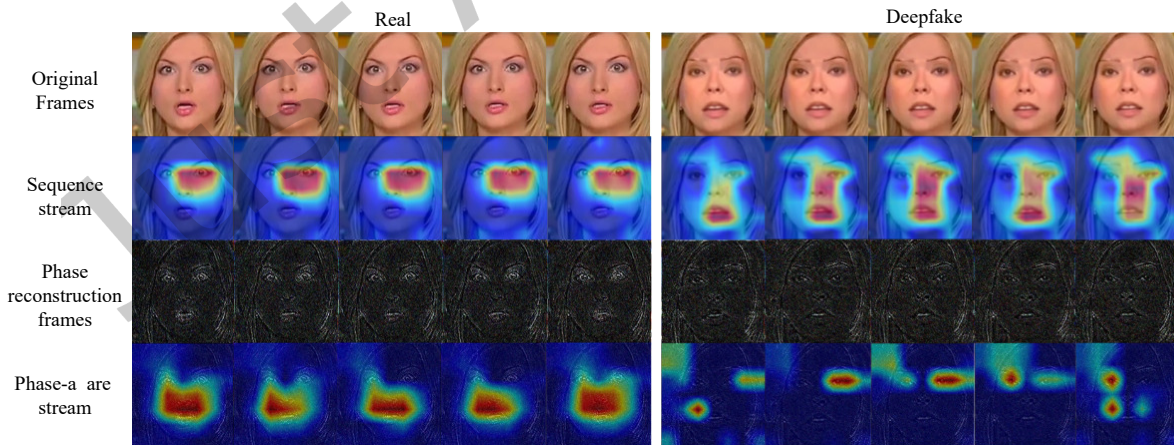 Real
Deepfake
Original
Frames
Sequence
stream
Phase
reconstruction
frames
Phase-a are
stream